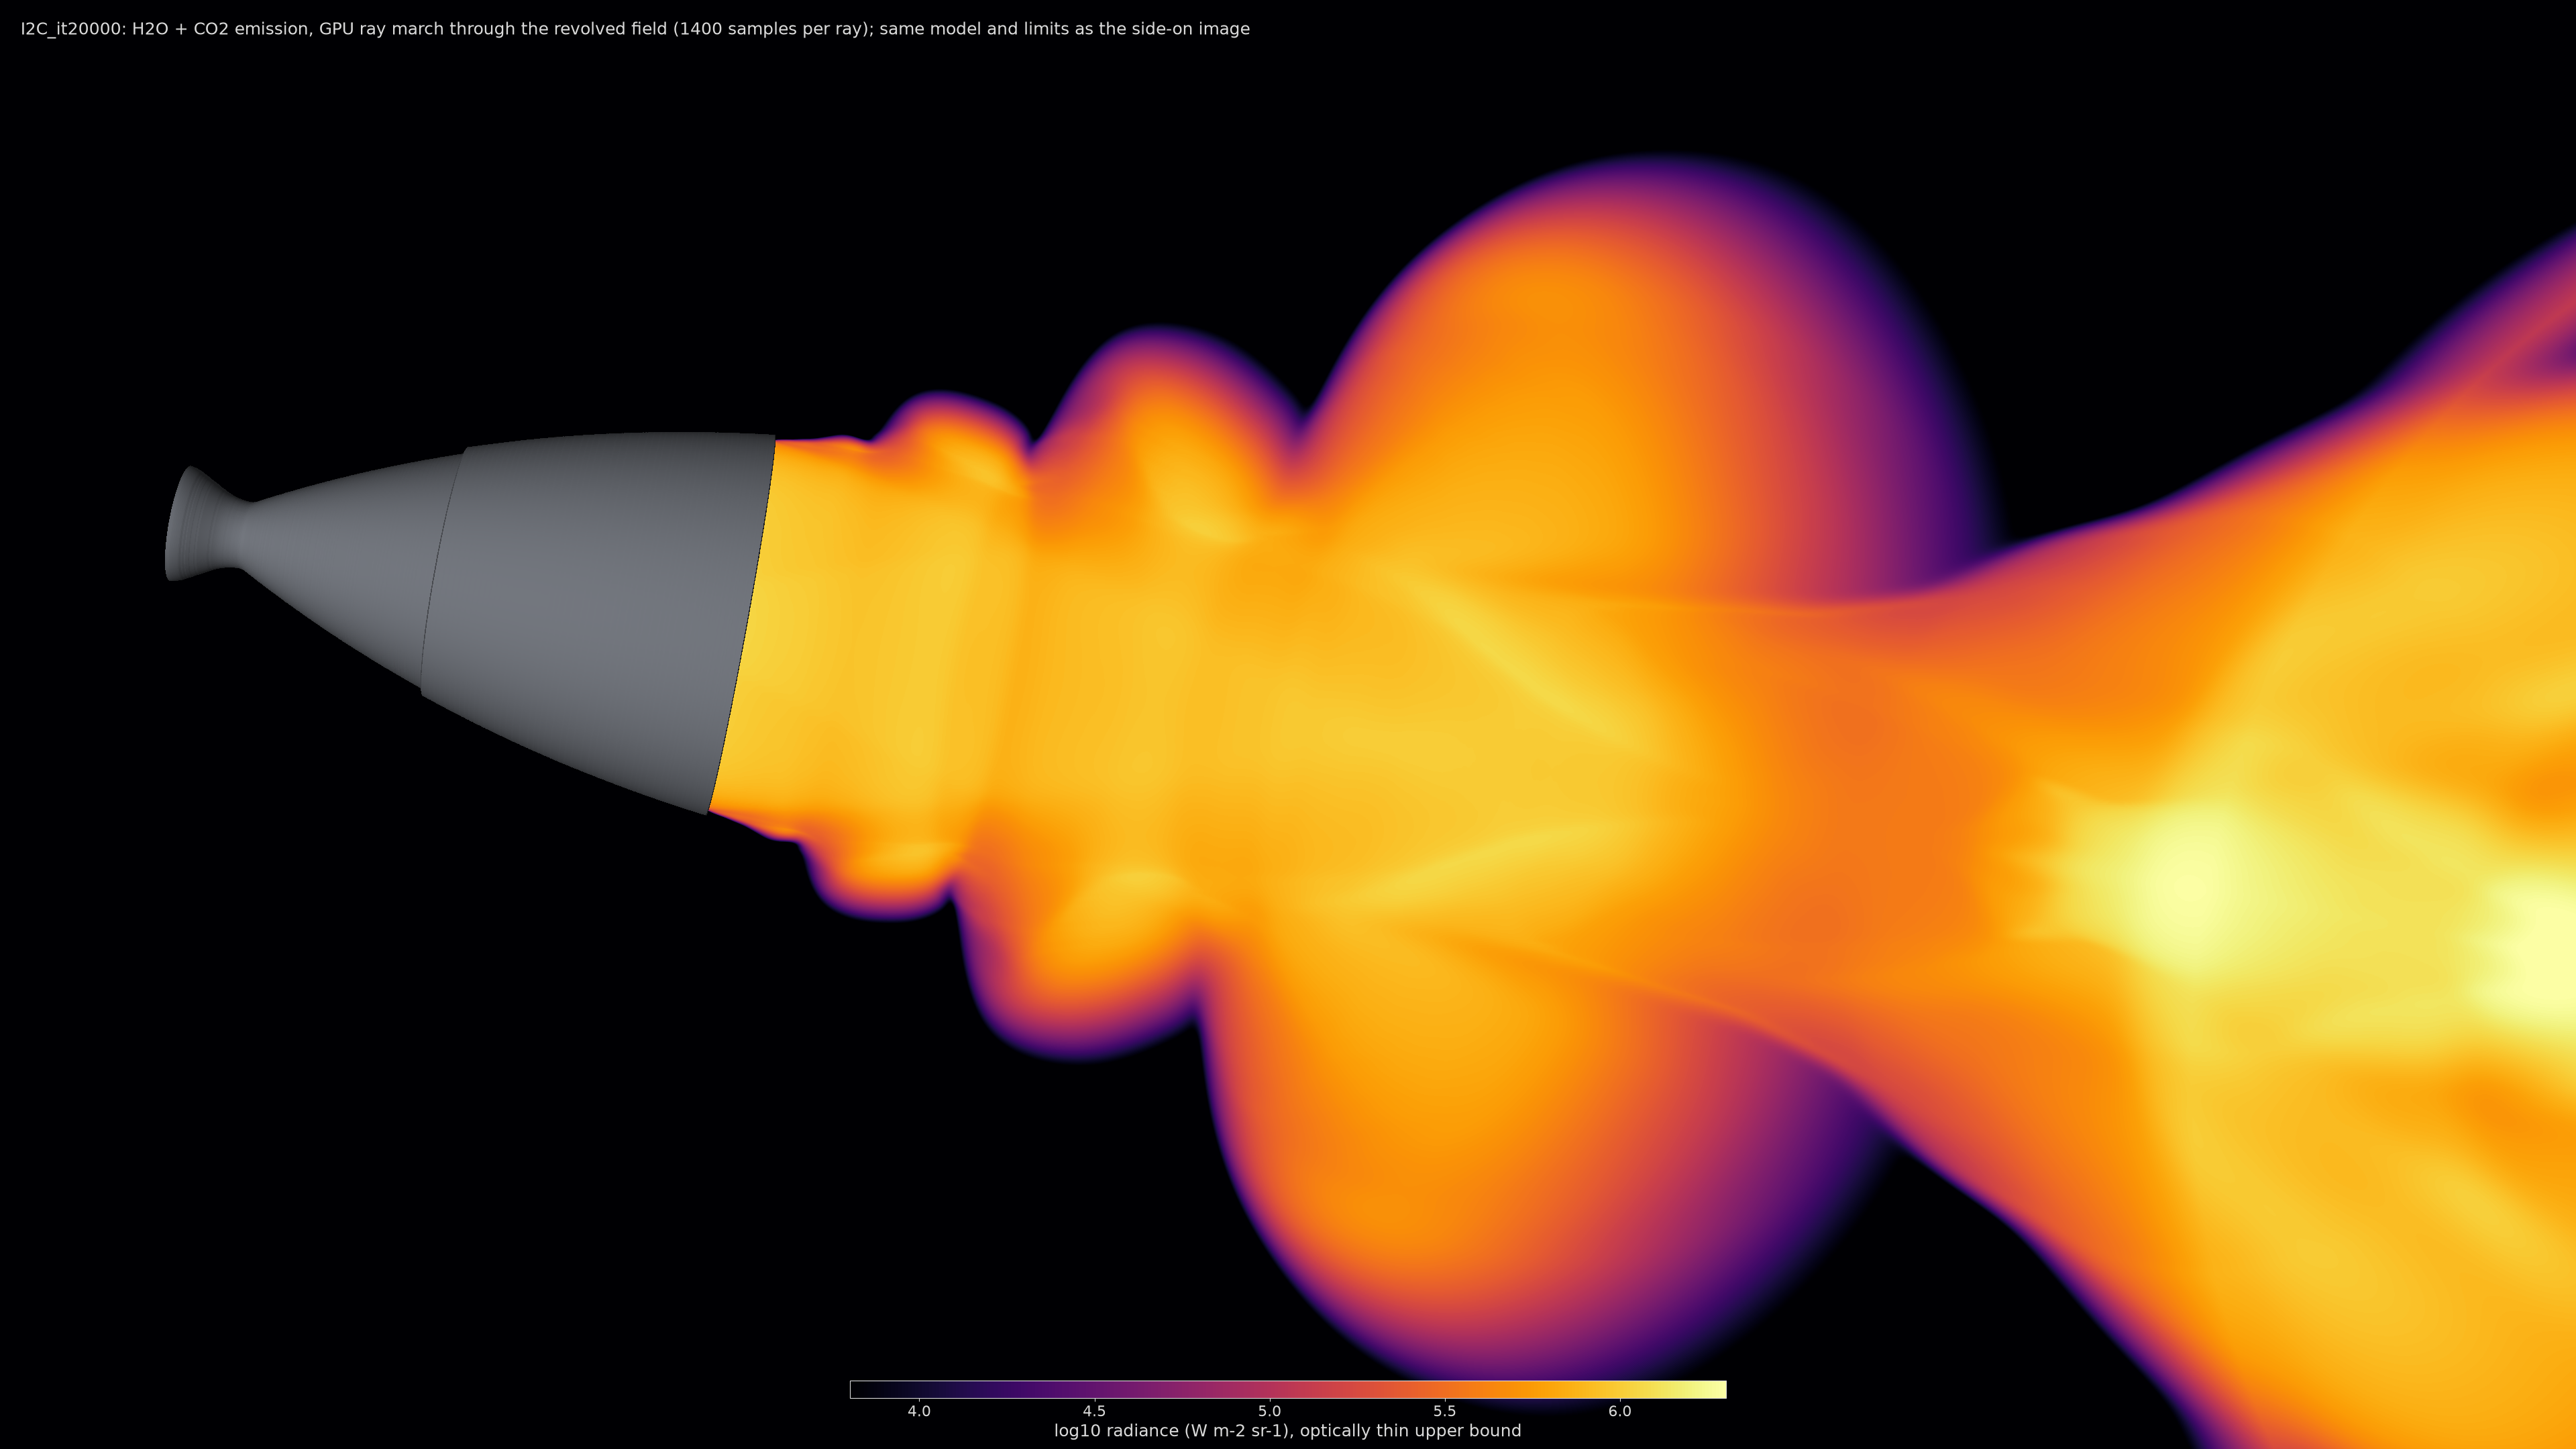 I2C_it20000: H2O + CO2 emission, GPU ray march through the revolved field (1400 samples per ray); same model and limits as the side-on image
4.0 4.5 5.0 5.5 6.0
log10 radiance (W m-2 sr-1), optically thin upper bound